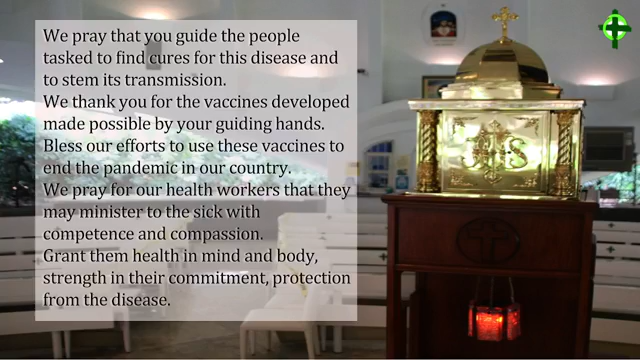 We pray that you guide the people
tasked to find cures for this disease and
to stem its transmission.
We thank you for the vaccines developed
made possible by your guiding hands.
Bless our efforts to use these vaccines to
end the pandemic in our country.
We pray for our health workers that they
may minister to the sick with
competence and compassion.
Grant them health in mind and body,
strength in their commitment, protection
from the disease.
IHS